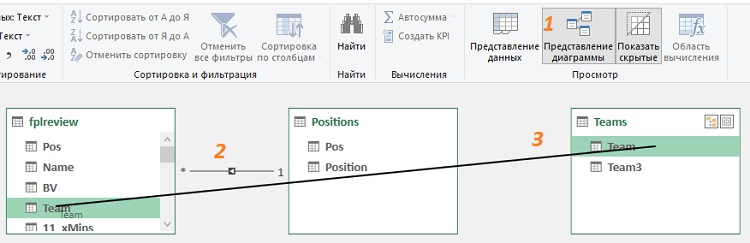 ных: Текст
Текст
тирование
Сортировать от А до Я
Сортировать от Я до А
Отменить сортировку
Отменить
все фильтры
Сортировка
по столбцам
Сортировка и фильтрация
Найти
Найти
Автосумма
Создать KPI
Вычисления
1
Представление
данных
Представление
диаграммы
Показать
скрытые
Область
вычисления
Просмотр
fplreview
Pos
Name
BV
Team
Team
11_xMins
2
*
1
Positions
Pos
Position
3
Teams
Team
Team3